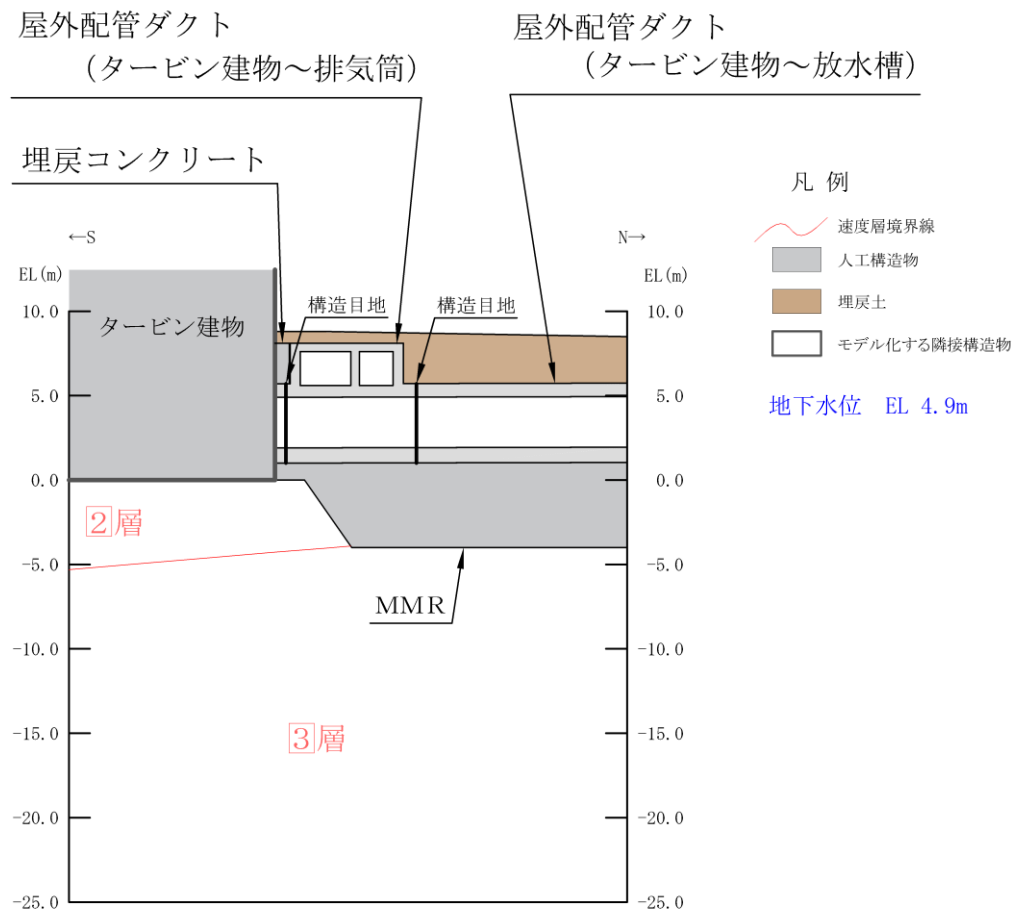 屋外配管ダクト
(タービン建物～排気筒)
屋外配管ダクト
(タービン建物～放水槽)
埋戻コンクリート
凡 例
速度層境界線
人工構造物
埋戻土
モデル化する隣接構造物
地下水位 EL 4.9m
←S
N→
EL(m)
EL(m)
構造目地
構造目地
タービン建物
10.0
10.0
5.0
5.0
0.0
0.0
2層
-5.0
-5.0
MMR
-10.0
-10.0
3層
-15.0
-15.0
-20.0
-20.0
-25.0
-25.0